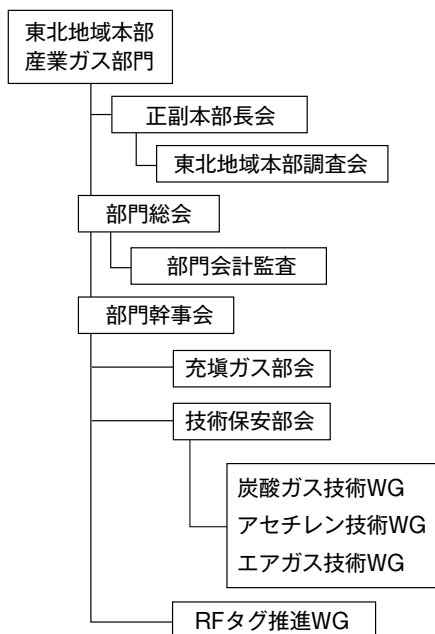 東北地域本部
産業ガス部門
正副本部長会
東北地域本部調査会
部門総会
部門会計監査
部門幹事会
充塡ガス部会
技術保安部会
炭酸ガス技術WG
アセチレン技術WG
エアガス技術WG
RFタグ推進WG